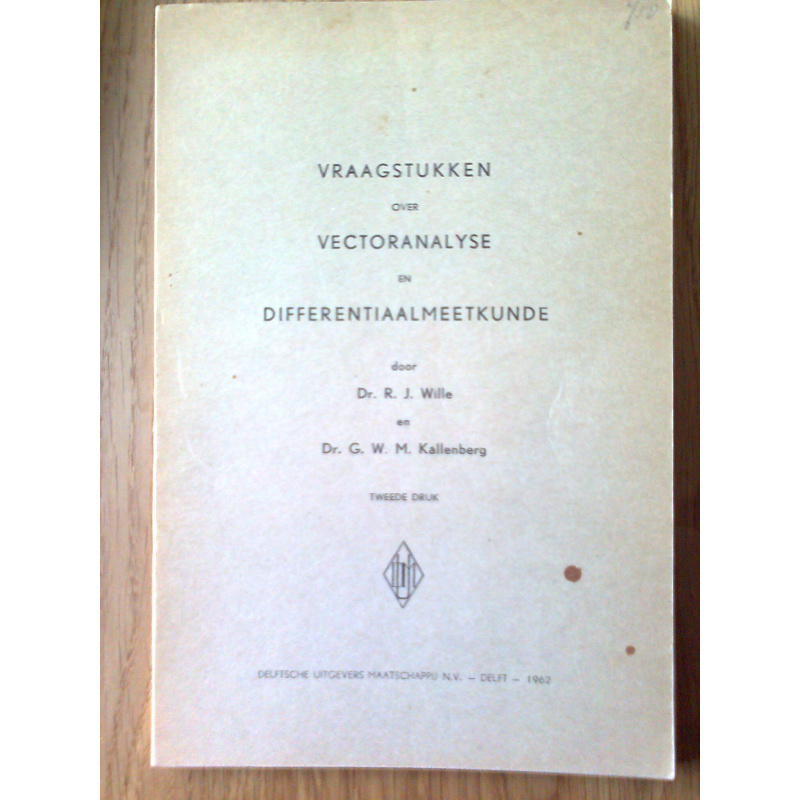 VRAAGSTUKKEN
OVER
VECTORANALYSE
EN
DIFFERENTIAALMEETKUNDE
door
Dr. R. J. Wille
en
Dr. G. W. M. Kallenberg
TWEEDE DRUK
DELFTSCHE UITGEVERS MAATSCHAPPIJ N.V. – DELFT – 1962